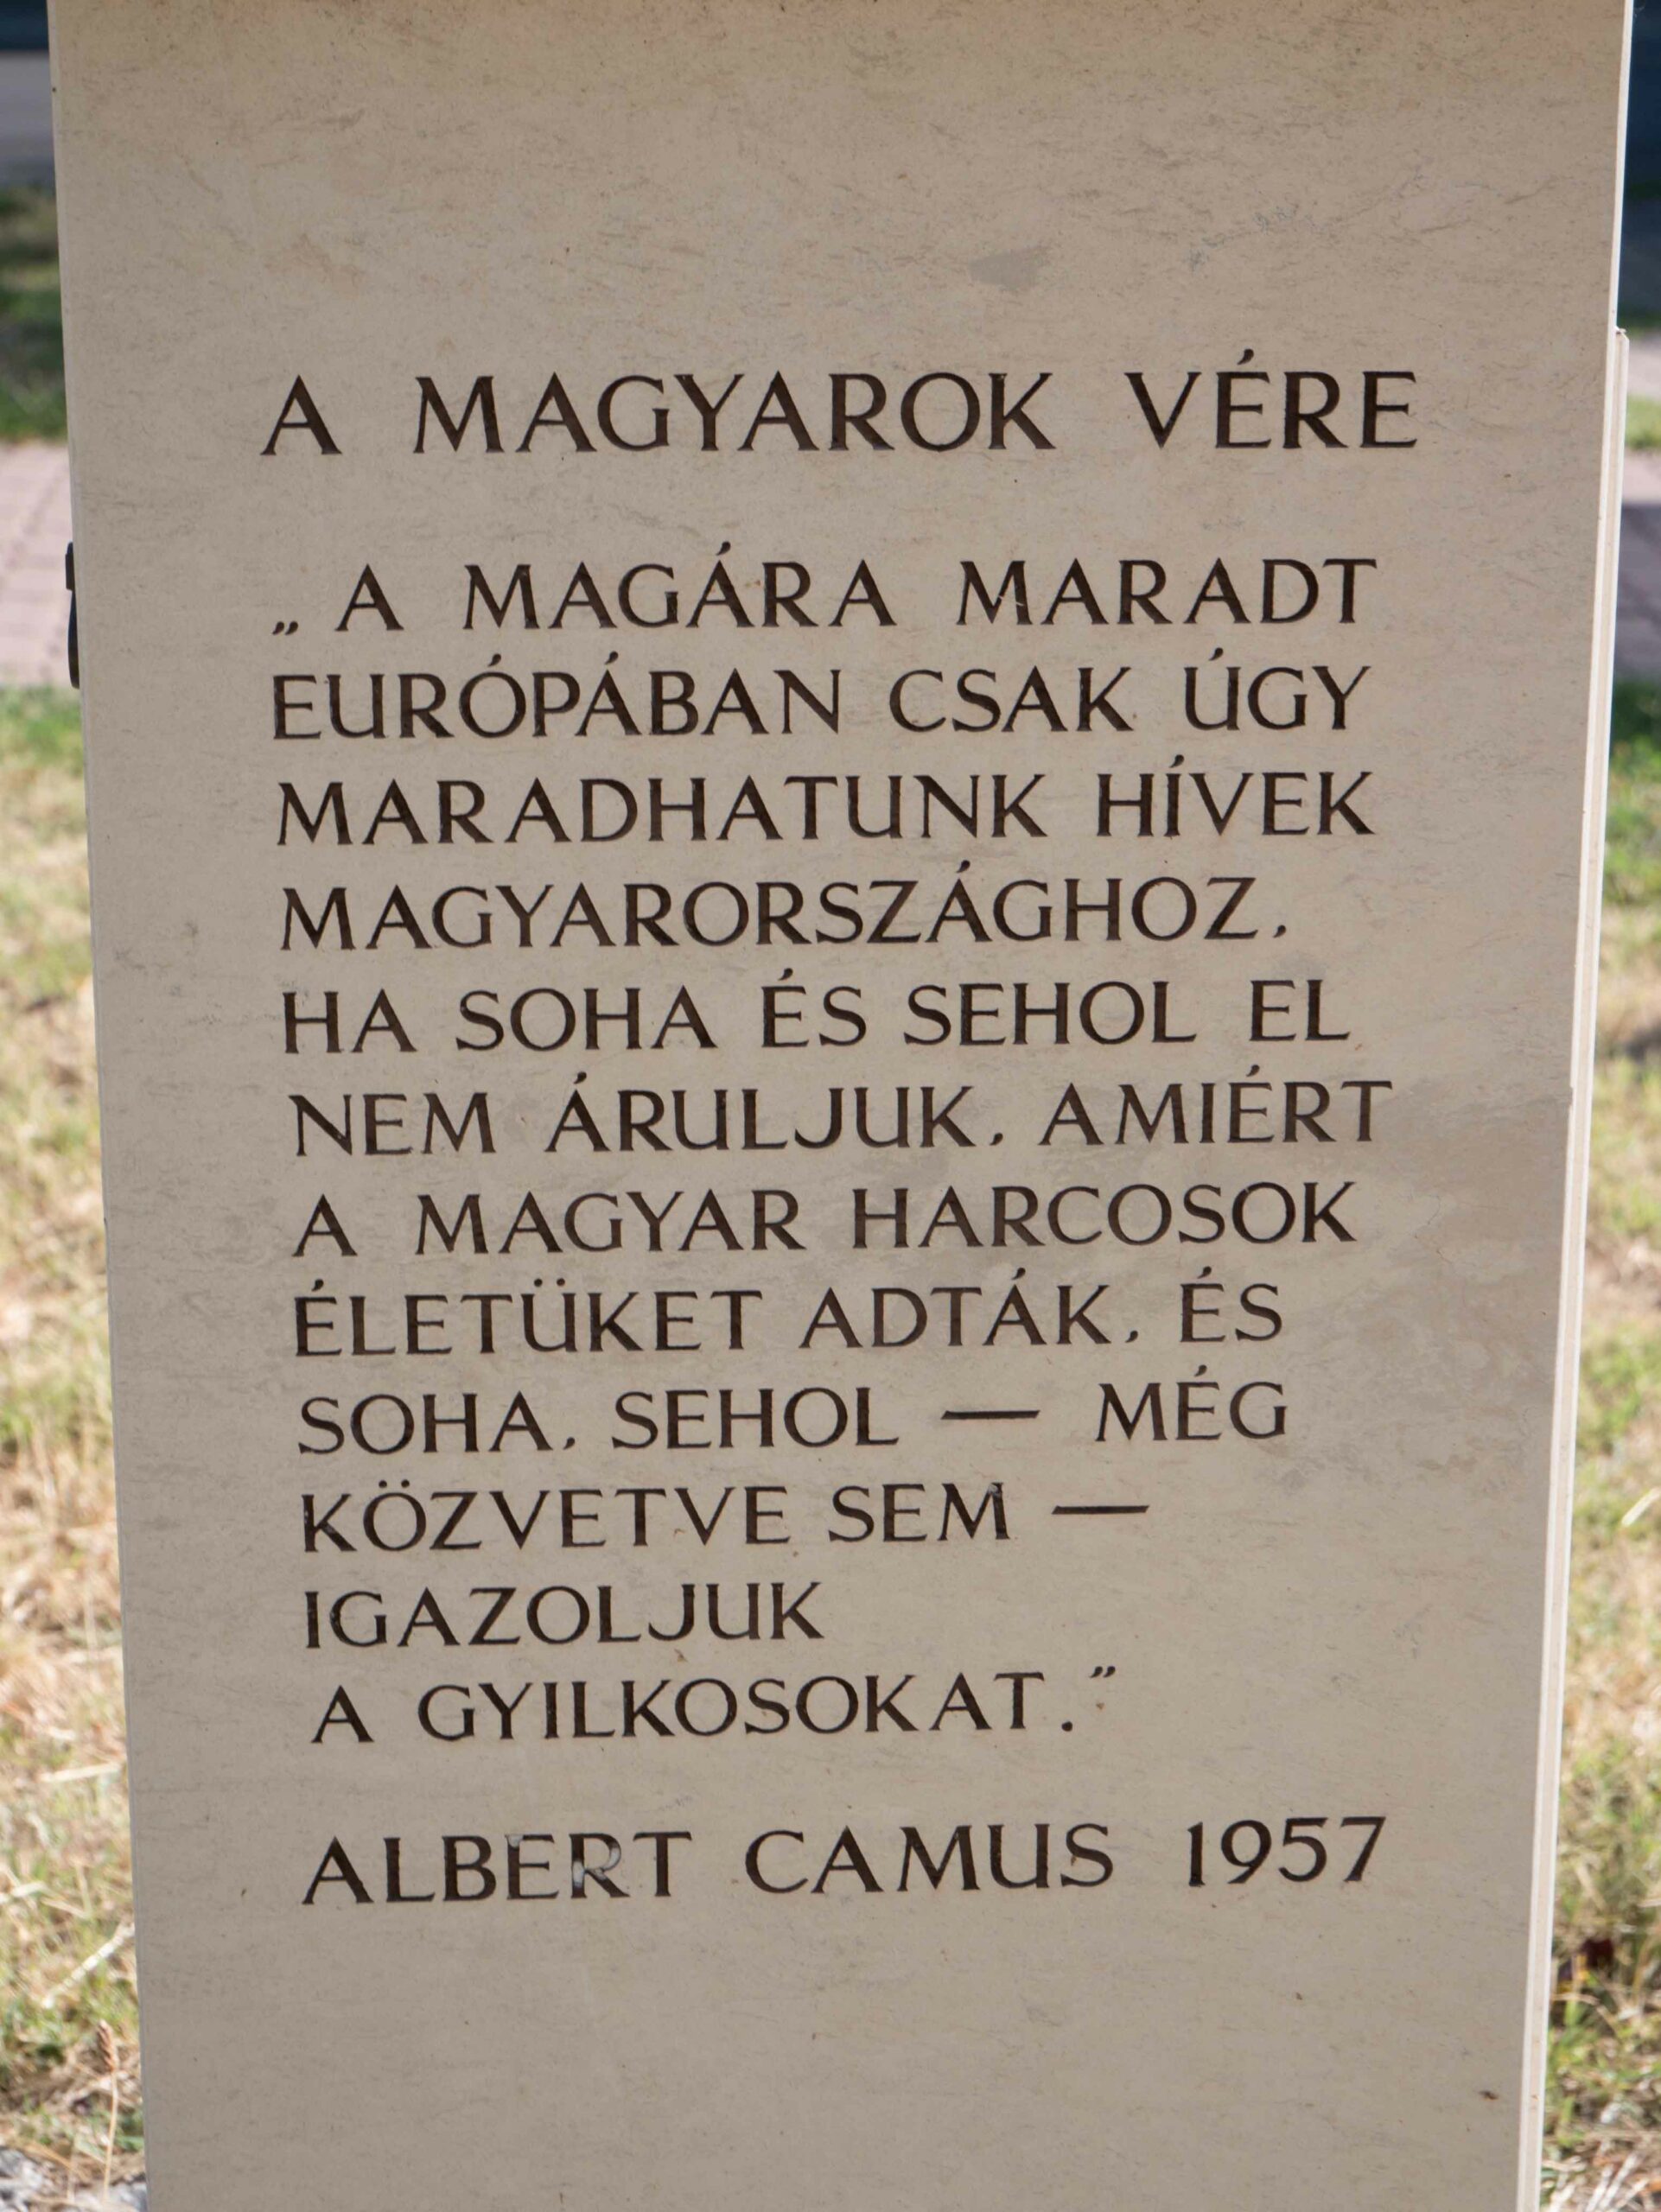 A MAGYAROK VÉRE
„A MAGÁRA MARADT
EURÓPÁBAN CSAK ÚGY
MARADHATUNK HÍVEK
MAGYARORSZÁGHOZ,
HA SOHA ÉS SEHOL EL
NEM ÁRULJUK, AMIÉRT
A MAGYAR HARCOSOK
ÉLETÜKET ADTÁK, ÉS
SOHA, SEHOL — MÉG
KÖZVETVE SEM —
IGAZOLJUK
A GYILKOSOKAT.”
ALBERT CAMUS 1957